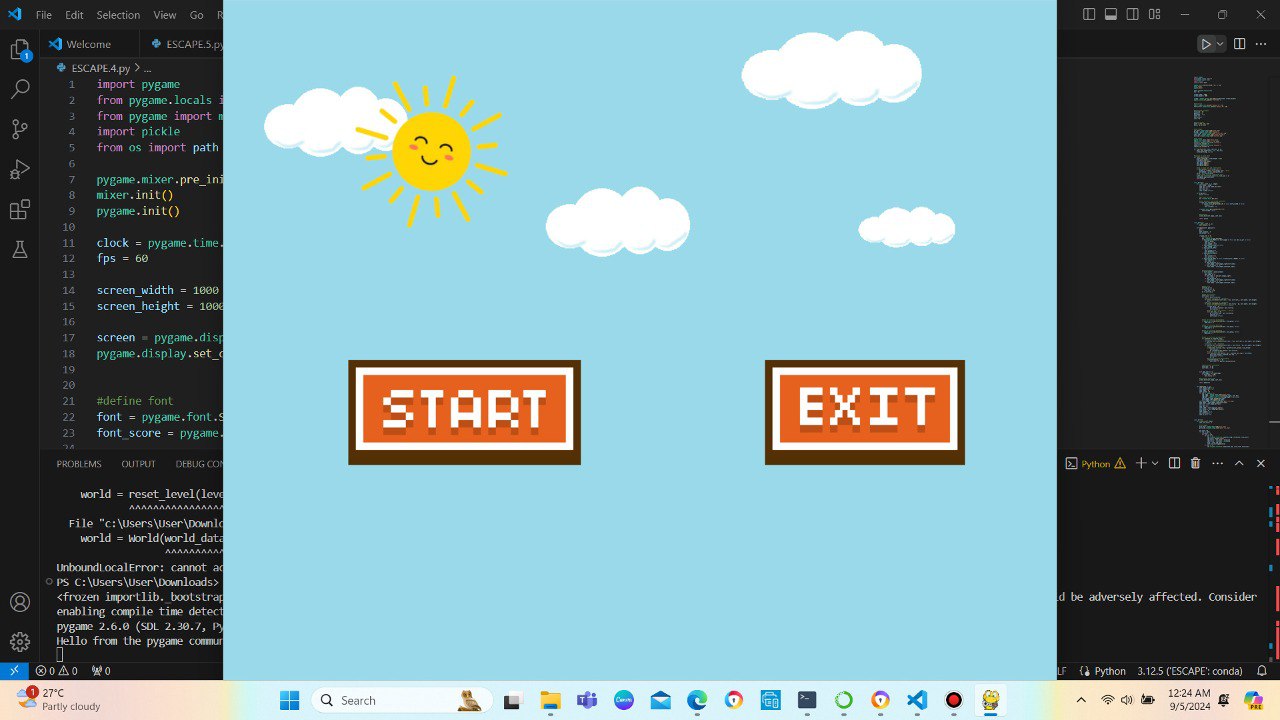 File Edit Selection View Go R
Welcome
ESCAPE.5.py
ESCAPE.4.py > ...
1 import pygame
2 from pygame.locals i
3 from pygame import m
4 import pickle
5 from os import path
6
7 pygame.mixer.pre_ini
8 mixer.init()
9 pygame.init()
10
11 clock = pygame.time.
12 fps = 60
13
14 screen_width = 1000
15 screen_height = 1000
16
17 screen = pygame.disp
18 pygame.display.set_c
19
20
21 #define font
22 font = pygame.font.S
23 font_score = pygame.
START
EXIT
PROBLEMS OUTPUT DEBUG CON
Python
world = reset_level(leve
^^^^^^^^^^^^^^^^^^
File "c:\Users\User\Downlo
world = World(world_data
^^^^^^^^^^
UnboundLocalError: cannot ac
PS C:\Users\User\Downloads>
<frozen importlib._bootstrap
d be adversely affected. Consider
enabling compile time detect
pygame 2.6.0 (SDL 2.30.7, Py
Hello from the pygame commun
0 0 0
LF {} Python 3.12.5 ('ESCAPE': conda)
1
27°C
Partly cloudy
Search
Canva
PRE
12:24 AM
9/5/2024